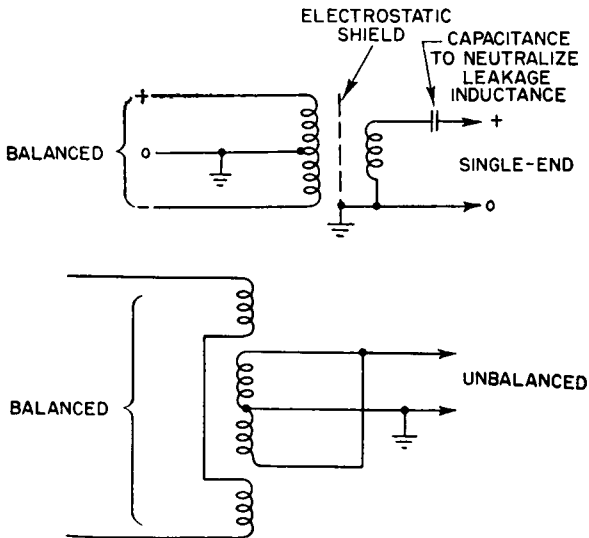 ELECTROSTATIC
SHIELD
CAPACITANCE
TO NEUTRALIZE
LEAKAGE
INDUCTANCE
+
+
BALANCED
O
SINGLE-END
—
O
BALANCED
UNBALANCED